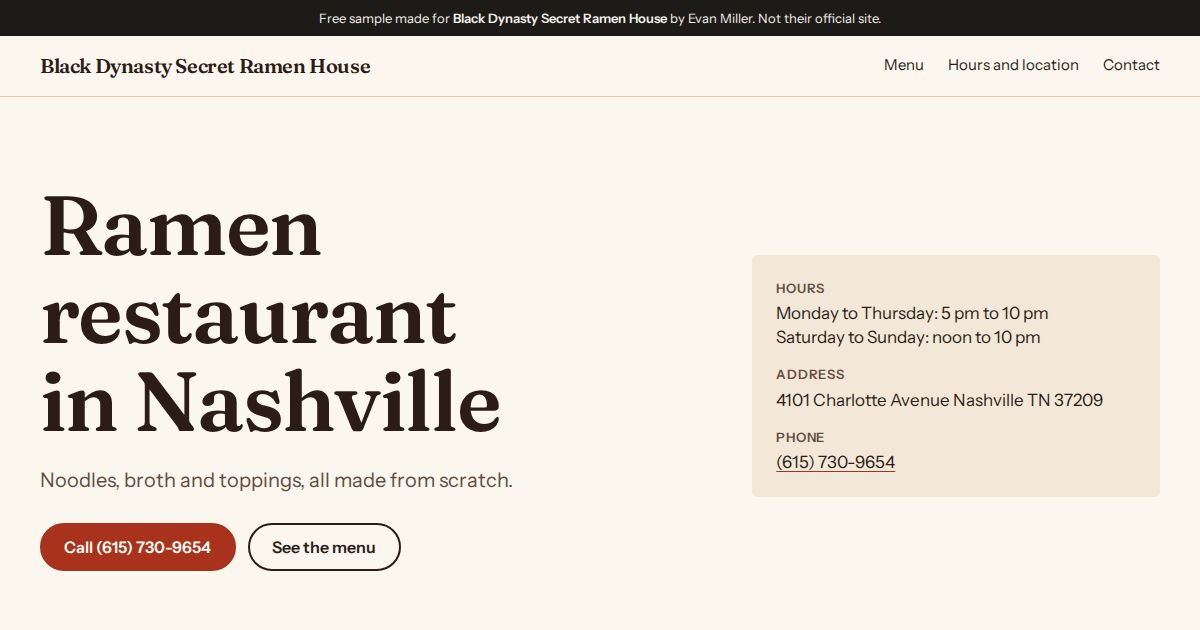 Free sample made for Black Dynasty Secret Ramen House by Evan Miller. Not their official site.
Black Dynasty Secret Ramen House
Menu
Hours and location
Contact
Ramen
restaurant
in Nashville
Noodles, broth and toppings, all made from scratch.
Call (615) 730-9654
See the menu
HOURS
Monday to Thursday: 5 pm to 10 pm
Saturday to Sunday: noon to 10 pm
ADDRESS
4101 Charlotte Avenue Nashville TN 37209
PHONE
(615) 730-9654